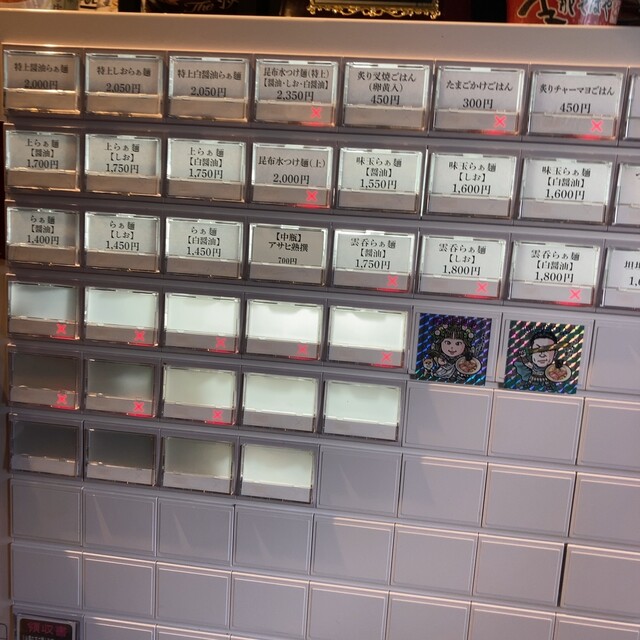 特上醤油らぁ麺
2,000円
特上しおらぁ麺
2,050円
特上白醤油らぁ麺
2,050円
昆布水つけ麺(特上)
【醤油・しお・白醤油】
2,350円
炙り叉焼ごはん
(卵黄入)
450円
たまごかけごはん
300円
炙りチャーマヨごはん
450円
上らぁ麺
【醤油】
1,700円
上らぁ麺
【しお】
1,750円
上らぁ麺
【白醤油】
1,750円
昆布水つけ麺(上)
2,000円
味玉らぁ麺
【醤油】
1,550円
味玉らぁ麺
【しお】
1,600円
味玉らぁ麺
【白醤油】
1,600円
らぁ麺
【醤油】
1,400円
らぁ麺
【しお】
1,450円
らぁ麺
【白醤油】
1,450円
【中瓶】
アサヒ熟撰
700円
雲呑らぁ麺
【醤油】
1,750円
雲呑らぁ麺
【しお】
1,800円
雲呑らぁ麺
【白醤油】
1,800円
領収書